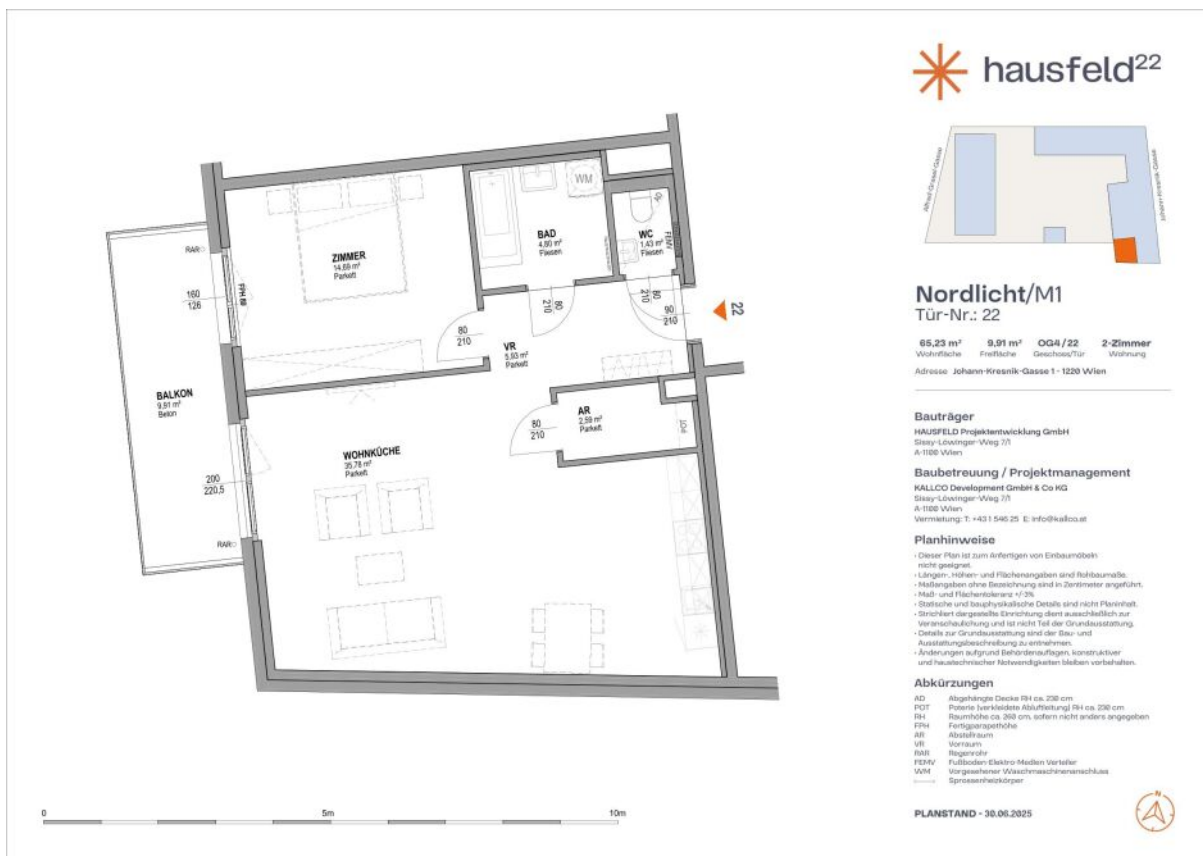 hausfeld22
Alfred-Grisel-Gasse
Johann-Kresnik-Gasse
Nordlicht/M1
Tür-Nr.: 22
65,23 m² 9,91 m² OG4/22 2-Zimmer
Wohnfläche Freifläche Geschoss/Tür Wohnung
Adresse Johann-Kresnik-Gasse 1 - 1220 Wien
Bauträger
HAUSFELD Projektentwicklung GmbH
Sissy-Löwinger-Weg 7/1
A-1100 Wien
Baubetreuung / Projektmanagement
KALLCO Development GmbH & Co KG
Sissy-Löwinger-Weg 7/1
A-1100 Wien
Vermietung: T: +43 1 546 25 E: info@kallco.at
Planhinweise
- Dieser Plan ist zum Anfertigen von Einbaumöbeln
nicht geeignet.
- Längen-, Höhen- und Flächenangaben sind Rohbaumaße.
- Maßangaben ohne Bezeichnung sind in Zentimeter angeführt.
- Maß- und Flächentoleranz +/-3%
- Statische und bauphysikalische Details sind nicht Planinhalt.
- Strichliert dargestellte Einrichtung dient ausschließlich zur
Veranschaulichung und ist nicht Teil der Grundausstattung.
- Details zur Grundausstattung sind der Bau- und
Ausstattungsbeschreibung zu entnehmen.
- Änderungen aufgrund Behördenauflagen, konstruktiver
und haustechnischer Notwendigkeiten bleiben vorbehalten.
Abkürzungen
AD Abgehängte Decke RH ca. 230 cm
POT Poterie (verkleidete Abluftleitung) RH ca. 230 cm
RH Raumhöhe ca. 260 cm, sofern nicht anders angegeben
FPH Fertigparapethöhe
AR Abstellraum
VR Vorraum
RAR Regenrohr
FEMV Fußboden-Elektro-Medien Verteiler
WM Vorgesehener Waschmaschinenanschluss
Sprossenheizkörper
PLANSTAND - 30.06.2025
N
WM
AD
BAD
4,80 m²
Fliesen
WC
1,43 m²
Fliesen
FEMV
ZIMMER
14,69 m²
Parkett
RAR
160
126
FPH 89
80
210
80
210
80
210
90
210
22
VR
5,93 m²
Parkett
BALKON
9,91 m²
Beton
AR
2,59 m²
Parkett
80
210
POT
WOHNKÜCHE
35,78 m²
Parkett
200
220,5
RAR
0 5m 10m